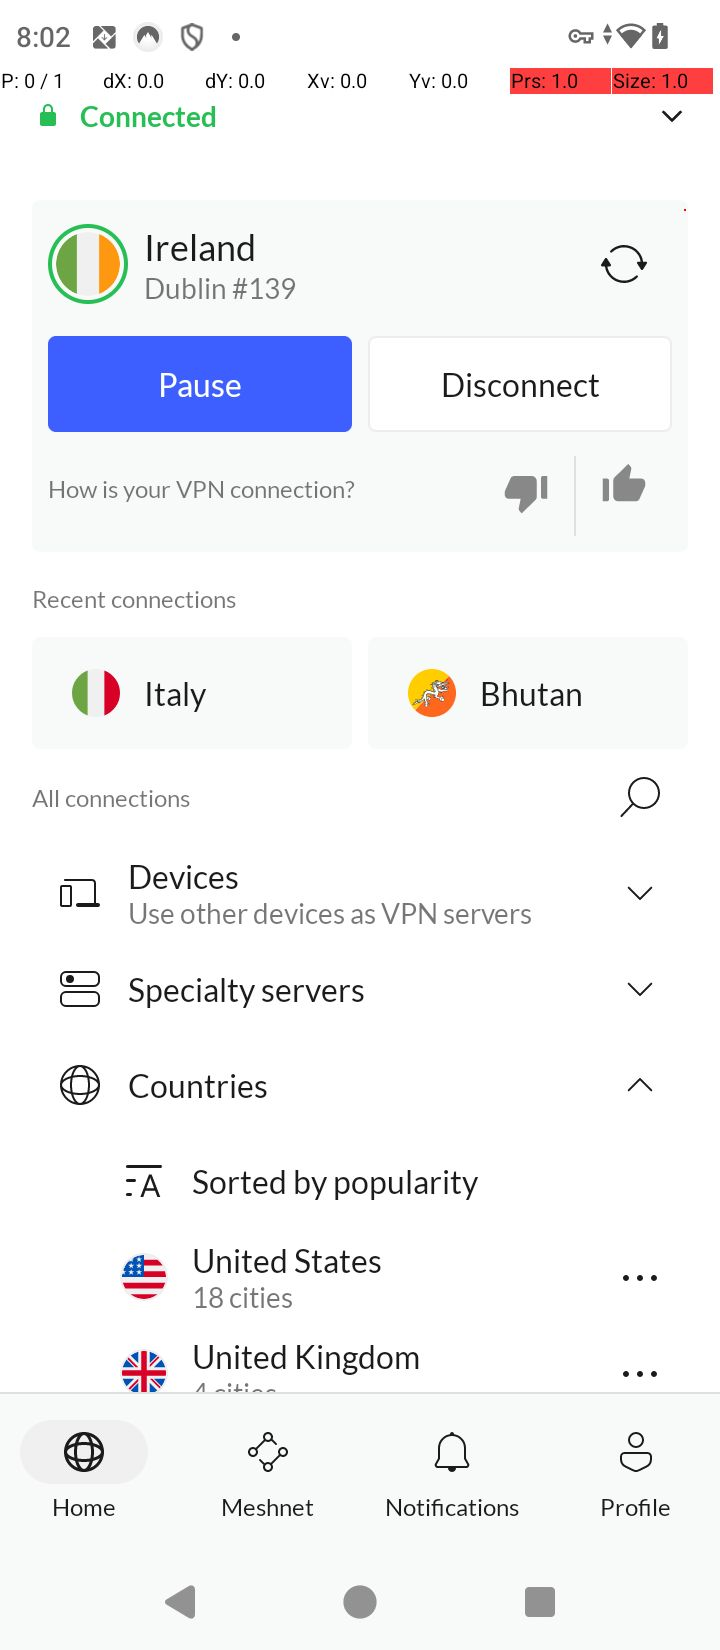 8:02
P: 0 / 1 dX: 0.0 dY: 0.0 Xv: 0.0 Yv: 0.0 Prs: 1.0 Size: 1.0
Connected
Ireland
Dublin #139
Pause Disconnect
How is your VPN connection?
Recent connections
Italy Bhutan
All connections
Devices
Use other devices as VPN servers
Specialty servers
Countries
Sorted by popularity
United States
18 cities
United Kingdom
4 cities
Home Meshnet Notifications Profile